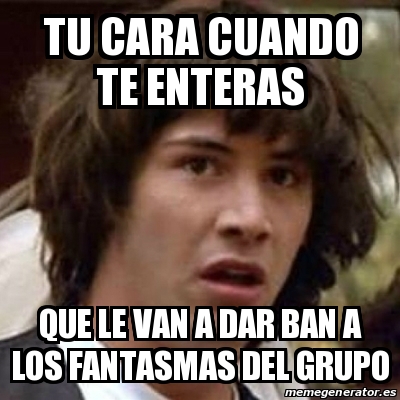 TU CARA CUANDO
TE ENTERAS
QUE LE VAN A DAR BAN A
LOS FANTASMAS DEL GRUPO
memegenerator.es